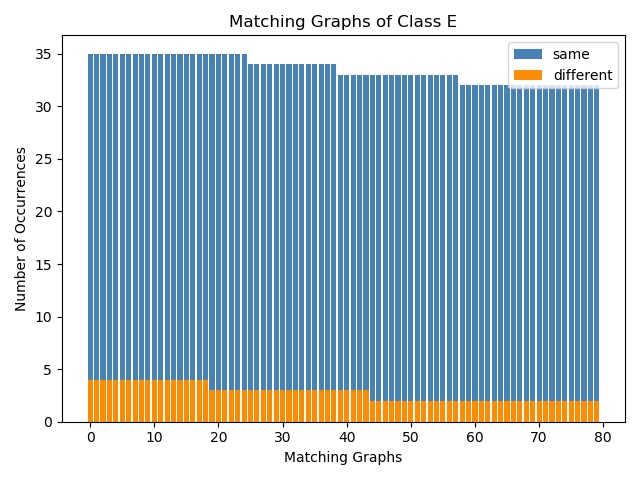 Matching Graphs of Class E
same
different
Number of Occurrences
35
30
25
20
15
10
5
0
0 10 20 30 40 50 60 70 80
Matching Graphs